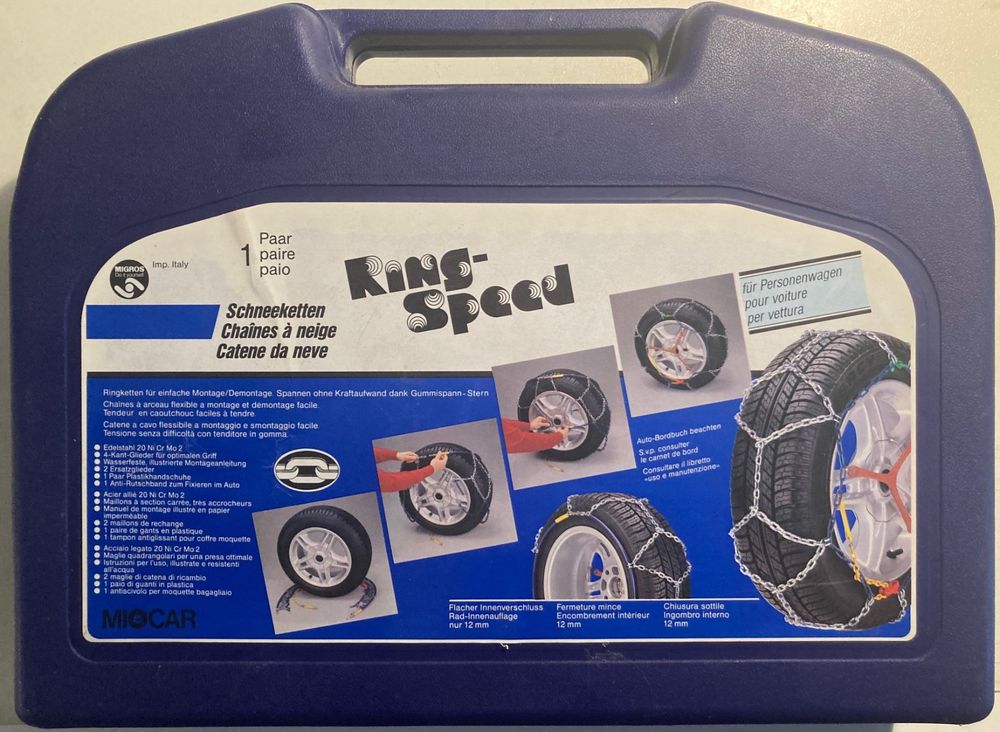 MIGROS
Do it yourself
Imp. Italy
1 Paar
paire
paio
Ring-
Speed
für Personenwagen
pour voiture
per vettura
Schneeketten
Chaînes à neige
Catene da neve
Ringketten für einfache Montage/Demontage. Spannen ohne Kraftaufwand dank Gummispann-Stern
Chaînes à arceau flexible a montage et démontage facile.
Tendeur en caoutchouc faciles à tendre.
Catene a cavo flessibile a montaggio e smontaggio facile.
Tensione senza difficoltà con tenditore in gomma.
Edelstahl 20 Ni Cr Mo 2
4-Kant-Glieder für optimalen Griff
Wasserfeste, illustrierte Montageanleitung
2 Ersatzglieder
1 Paar Plastikhandschuhe
1 Anti-Rutschband zum Fixieren im Auto
Acier allié 20 Ni Cr Mo 2
Maillons à section carrée, très accrocheurs
Manuel de montage illustré en papier
imperméable
2 maillons de rechange
1 paire de gants en plastique
1 tampon antiglissant pour coffre moquette
Acciaio legato 20 Ni Cr Mo 2
Maglie quadrangolari per una presa ottimale
Istruzioni per l'uso, illustrate e resistenti
all'acqua
2 maglie di catena di ricambio
1 paio di guanti in plastica
1 antiscivolo per moquette bagagliaio
MIOCAR
Auto-Bordbuch beachten
S.v.p. consulter
le carnet de bord
Consultare il libretto
«uso e manutenzione»
Flacher Innenverschluss
Rad-Innenauflage
nur 12 mm
Fermeture mince
Encombrement intérieur
12 mm
Chiusura sottile
Ingombro interno
12 mm